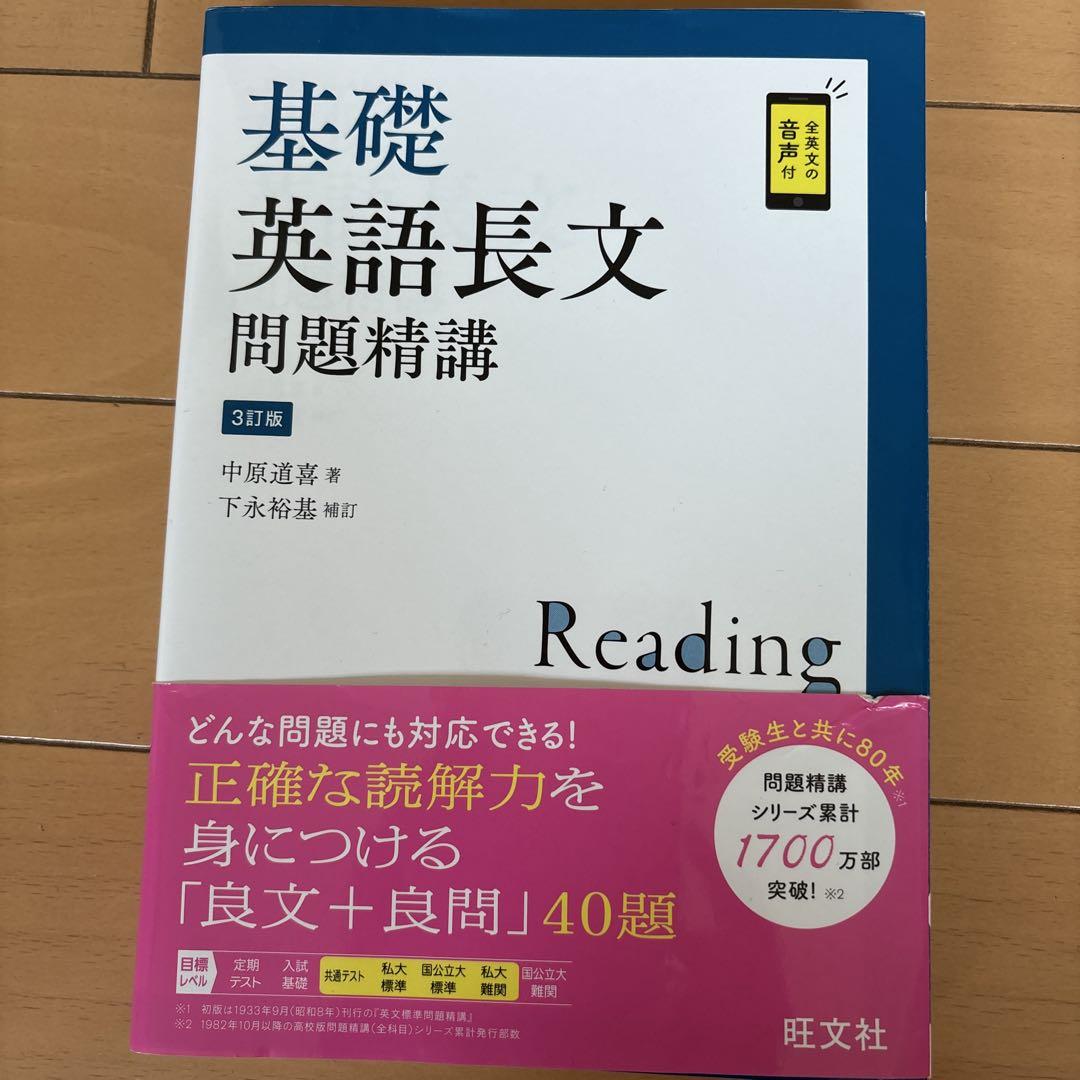 基礎
英語長文
問題精講
3訂版
中原道喜 著
下永裕基 補訂
全英文の
音声付
Reading
どんな問題にも対応できる!
正確な読解力を
身につける
「良文+良問」40題
受験生と共に80年※1
問題精講
シリーズ累計
1700万部
突破! ※2
目標レベル
定期テスト
入試基礎
共通テスト
私大標準
国公立大標準
私大難関
国公立大難関
※1 初版は1933年9月(昭和8年)刊行の『英文標準問題精講』
※2 1982年10月以降の高校版問題精講(全科目)シリーズ累計発行部数
旺文社